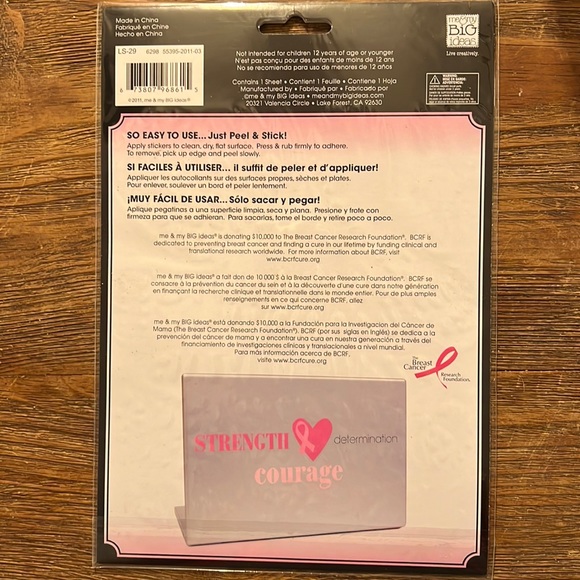 Made in China
Fabriqué en Chine
Hecho en China
LS-29 6298 55395-2011-03
6 73807 96861 5
©2011, me & my BIG ideas®
Not intended for children 12 years of age or younger
N'est pas conçu pour des enfants de moins de 12 ans
No se recomienda para uso de menores de 12 años
Contains 1 Sheet • Contient 1 Feuille • Contiene 1 Hoja
Manufactured by • Fabriqué par • Fabricado por
me & my BIG ideas • meandmybigideas.com
20321 Valencia Circle • Lake Forest, CA 92630
me&my
BiG
ideas
Live creatively.
WARNING
SO EASY TO USE...Just Peel & Stick!
Apply stickers to clean, dry, flat surface. Press & rub firmly to adhere.
To remove, pick up edge and peel slowly.
SI FACILES À UTILISER... il suffit de peler et d'appliquer!
Appliquer les autocollants sur des surfaces propres, sèches et plates.
Pour enlever, soulever un bord et peler lentement.
¡MUY FÁCIL DE USAR...Sólo sacar y pegar!
Aplique pegatinas a una superficie limpia, seca y plana. Presione y frote con
firmeza para que se adhieran. Para sacarlas, tome el borde y retire poco a poco.
me & my BIG ideas® is donating $10,000 to The Breast Cancer Research Foundation®. BCRF is
dedicated to preventing breast cancer and finding a cure in our lifetime by funding clinical and
translational research worldwide. For more information about BCRF, visit
www.bcrfcure.org
me & my BIG ideas® a fait don de 10 000 $ à la Breast Cancer Research Foundation®. BCRF se
consacre à la prévention du cancer du sein et à la découverte d'une cure dans notre génération
en finançant la recherche clinique et translationnelle dans le monde entier. Pour de plus amples
renseignements en ce qui concerne BCRF, allez
sur www.bcrfcure.org
me & my BIG ideas® está donando $10,000 a la Fundación para la Investigacion del Cáncer de
Mama (The Breast Cancer Research Foundation®). BCRF (por sus siglas en Inglés) se dedica a la
prevención del cáncer de mama y a encontrar una cura en nuestra generación a través del
financiamiento de investigaciones clínicas y translacionales a nivel mundial.
Para más información acerca de BCRF,
visite www.bcrfcure.org
The
Breast
Cancer
Research
Foundation®
STRENGTH determination
courage